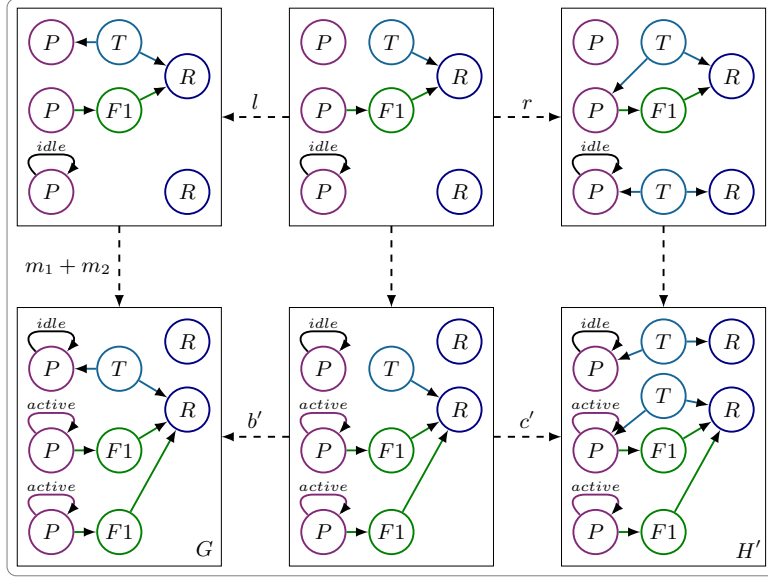 P T P T P T
R R R
P F1 l P F1 r P F1
idle idle idle
P R P R P T R
m₁ + m₂
idle R idle R idle T R
P T P T P T
active R b′ active R c′ active R
P F1 P F1 P F1
active active active
P F1 G P F1 P F1 H′